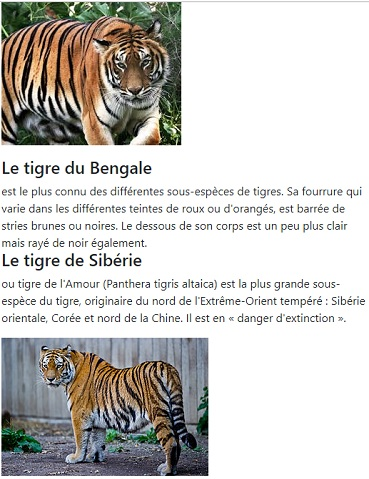 Le tigre du Bengale
est le plus connu des différentes sous-espèces de tigres. Sa fourrure qui
varie dans les différentes teintes de roux ou d'orangés, est barrée de
stries brunes ou noires. Le dessous de son corps est un peu plus clair
mais rayé de noir également.
Le tigre de Sibérie
ou tigre de l'Amour (Panthera tigris altaica) est la plus grande sous-
espèce du tigre, originaire du nord de l'Extrême-Orient tempéré : Sibérie
orientale, Corée et nord de la Chine. Il est en « danger d'extinction ».